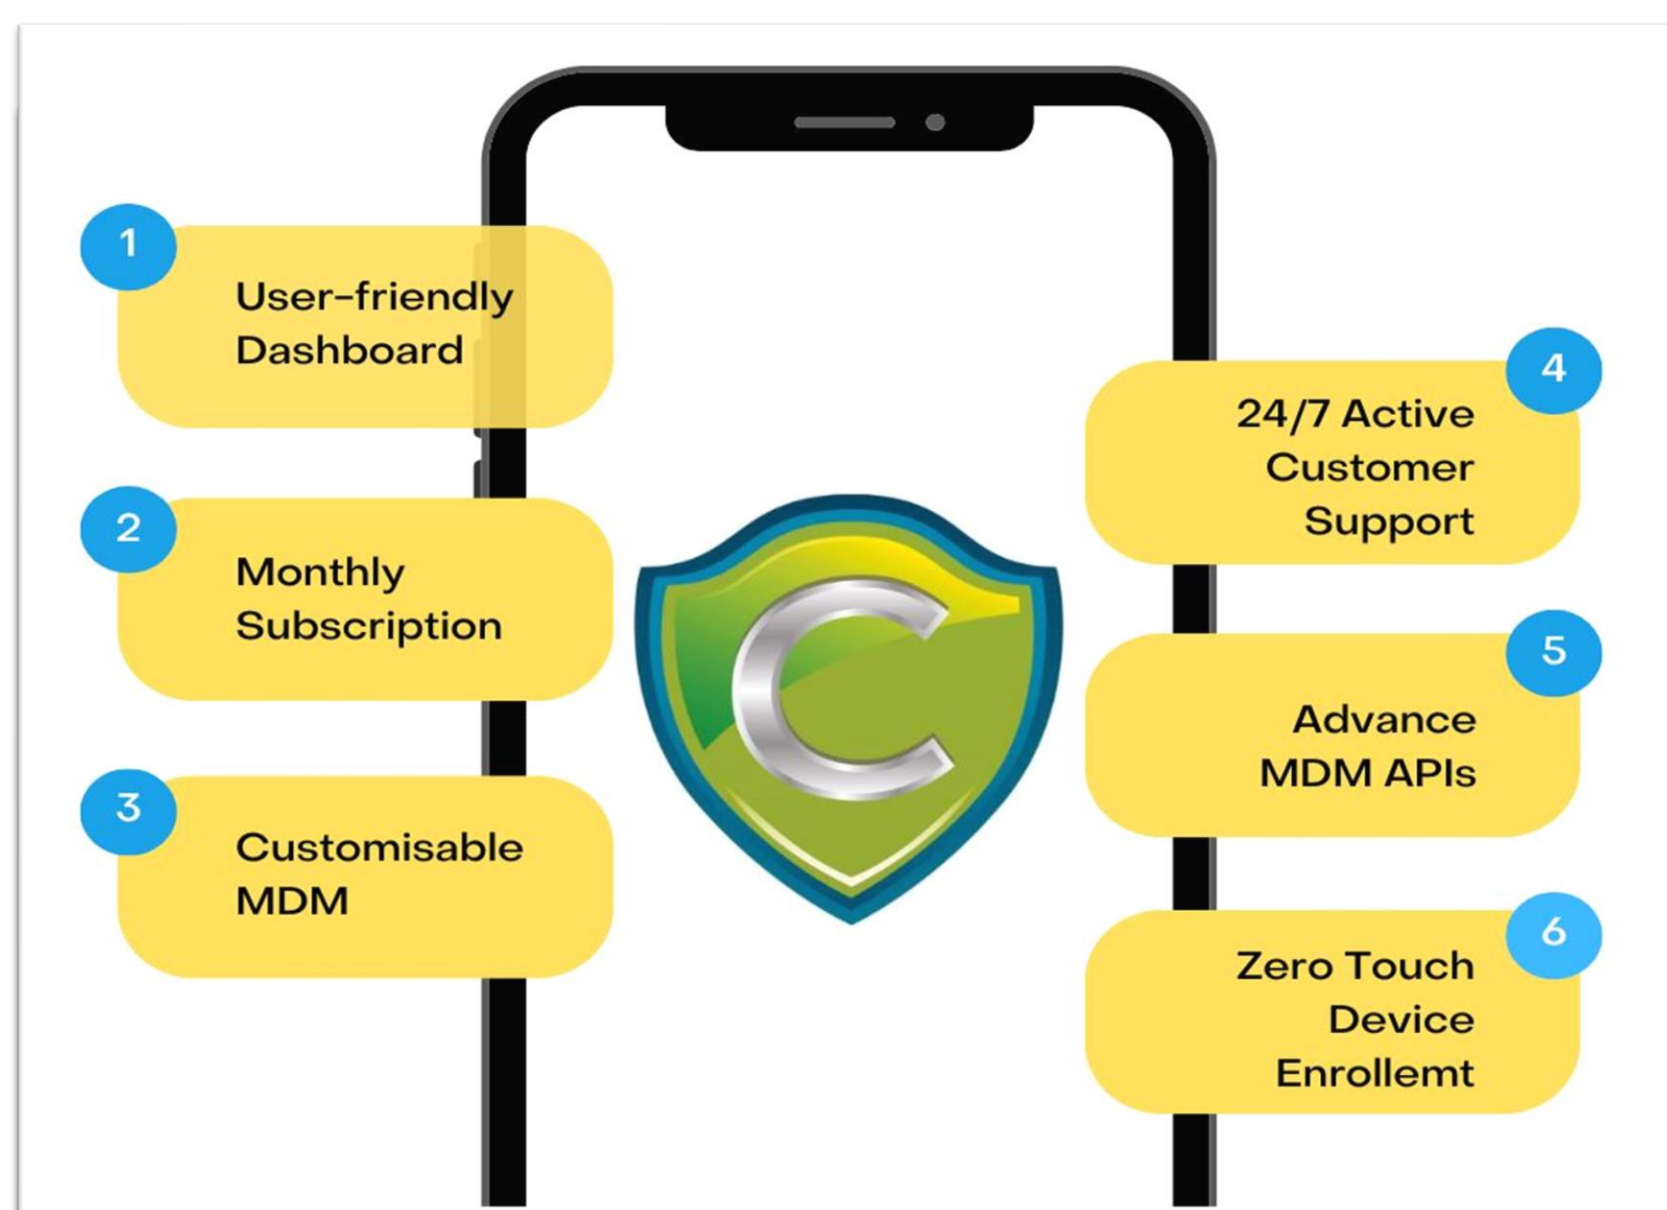 1
User-friendly
Dashboard
2
Monthly
Subscription
3
Customisable
MDM
C
4
24/7 Active
Customer
Support
5
Advance
MDM APIs
6
Zero Touch
Device
Enrollemt